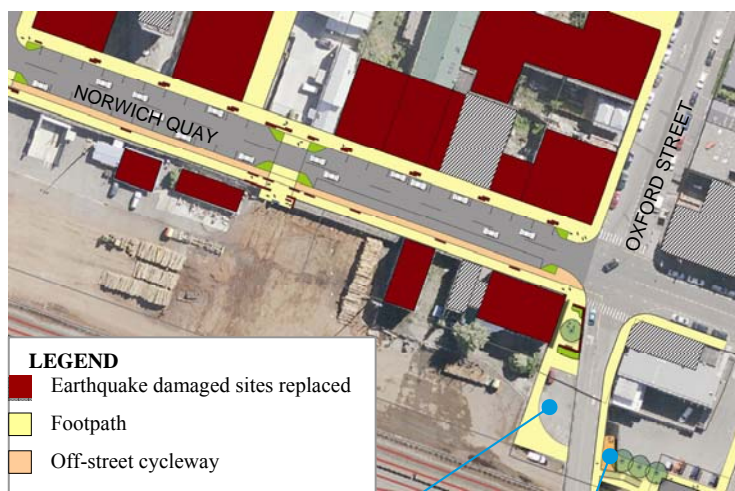 NORWICH QUAY
OXFORD STREET
LEGEND
Earthquake damaged sites replaced
Footpath
Off-street cycleway